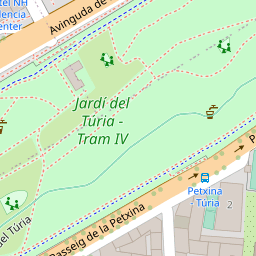 Avinguda de
tel NH
lencia
enter
Jardí del
Túria -
Tram IV
Petxina -
Túria
2
Passeig de la Petxina
del Túria
P